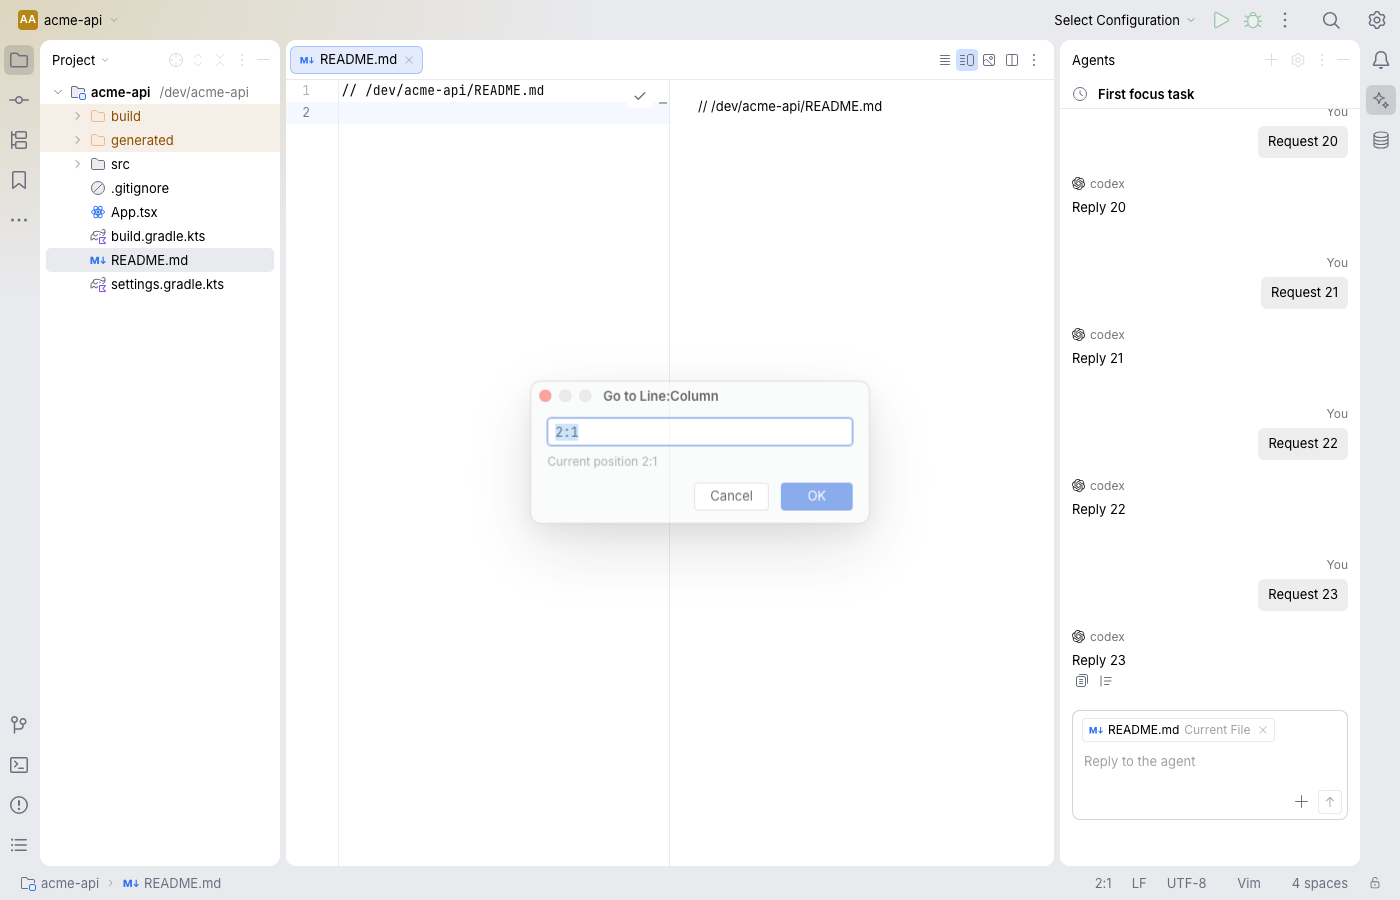 AA acme-api
Select Configuration
Project
acme-api /dev/acme-api
build
generated
src
.gitignore
App.tsx
build.gradle.kts
M↓ README.md
settings.gradle.kts
M↓ README.md
1 // /dev/acme-api/README.md
2
// /dev/acme-api/README.md
Go to Line:Column
2:1
Current position 2:1
Cancel OK
Agents
First focus task
You
Request 20
codex
Reply 20
You
Request 21
codex
Reply 21
You
Request 22
codex
Reply 22
You
Request 23
codex
Reply 23
M↓ README.md Current File
Reply to the agent
acme-api M↓ README.md
2:1 LF UTF-8 Vim 4 spaces